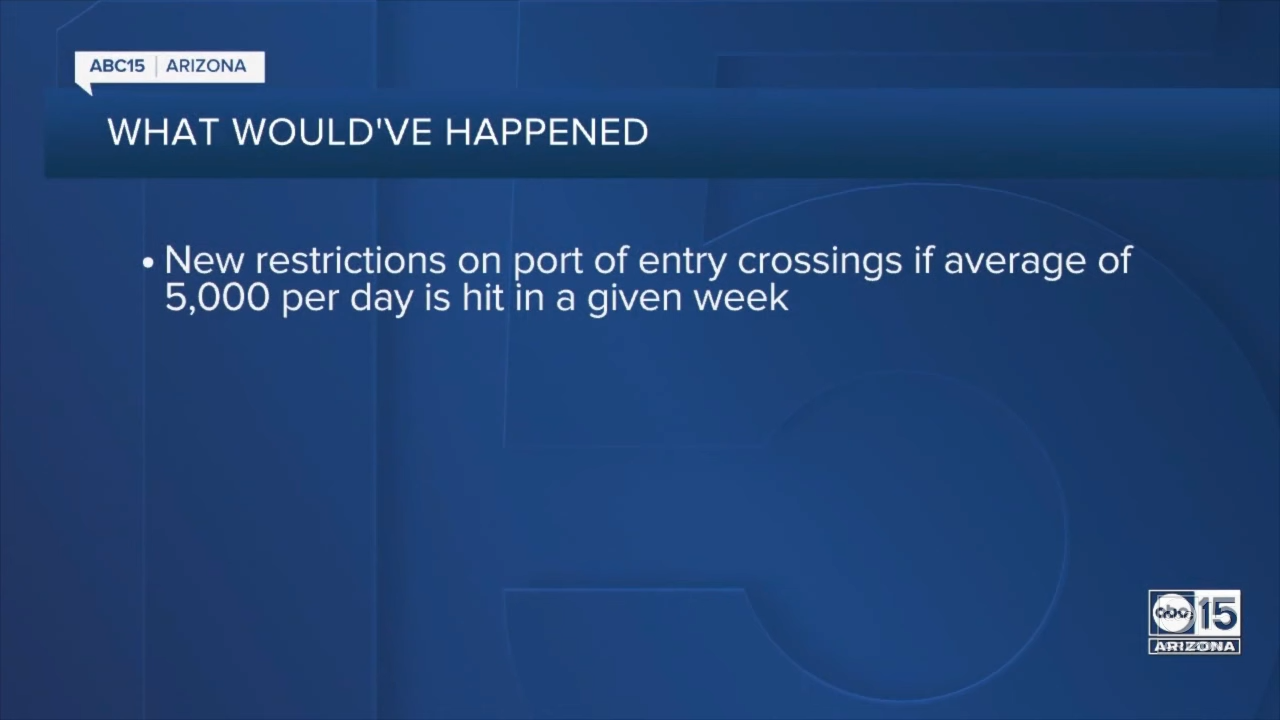 ABC15 | ARIZONA
WHAT WOULD'VE HAPPENED
• New restrictions on port of entry crossings if average of
5,000 per day is hit in a given week
abc 15
ARIZONA